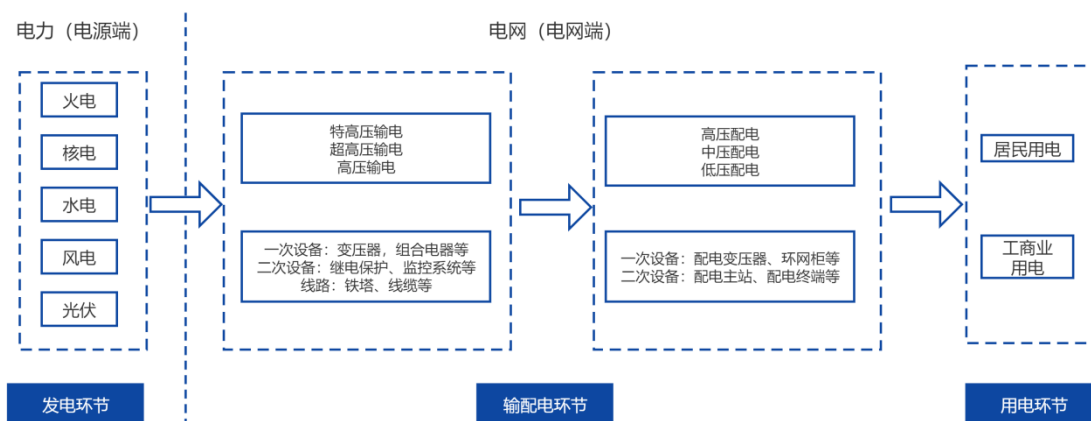 电力（电源端）
电网（电网端）
火电
核电
水电
风电
光伏
特高压输电
超高压输电
高压输电
一次设备：变压器，组合电器等
二次设备：继电保护、监控系统等
线路：铁塔、线缆等
高压配电
中压配电
低压配电
一次设备：配电变压器、环网柜等
二次设备：配电主站、配电终端等
居民用电
工商业
用电
发电环节
输配电环节
用电环节